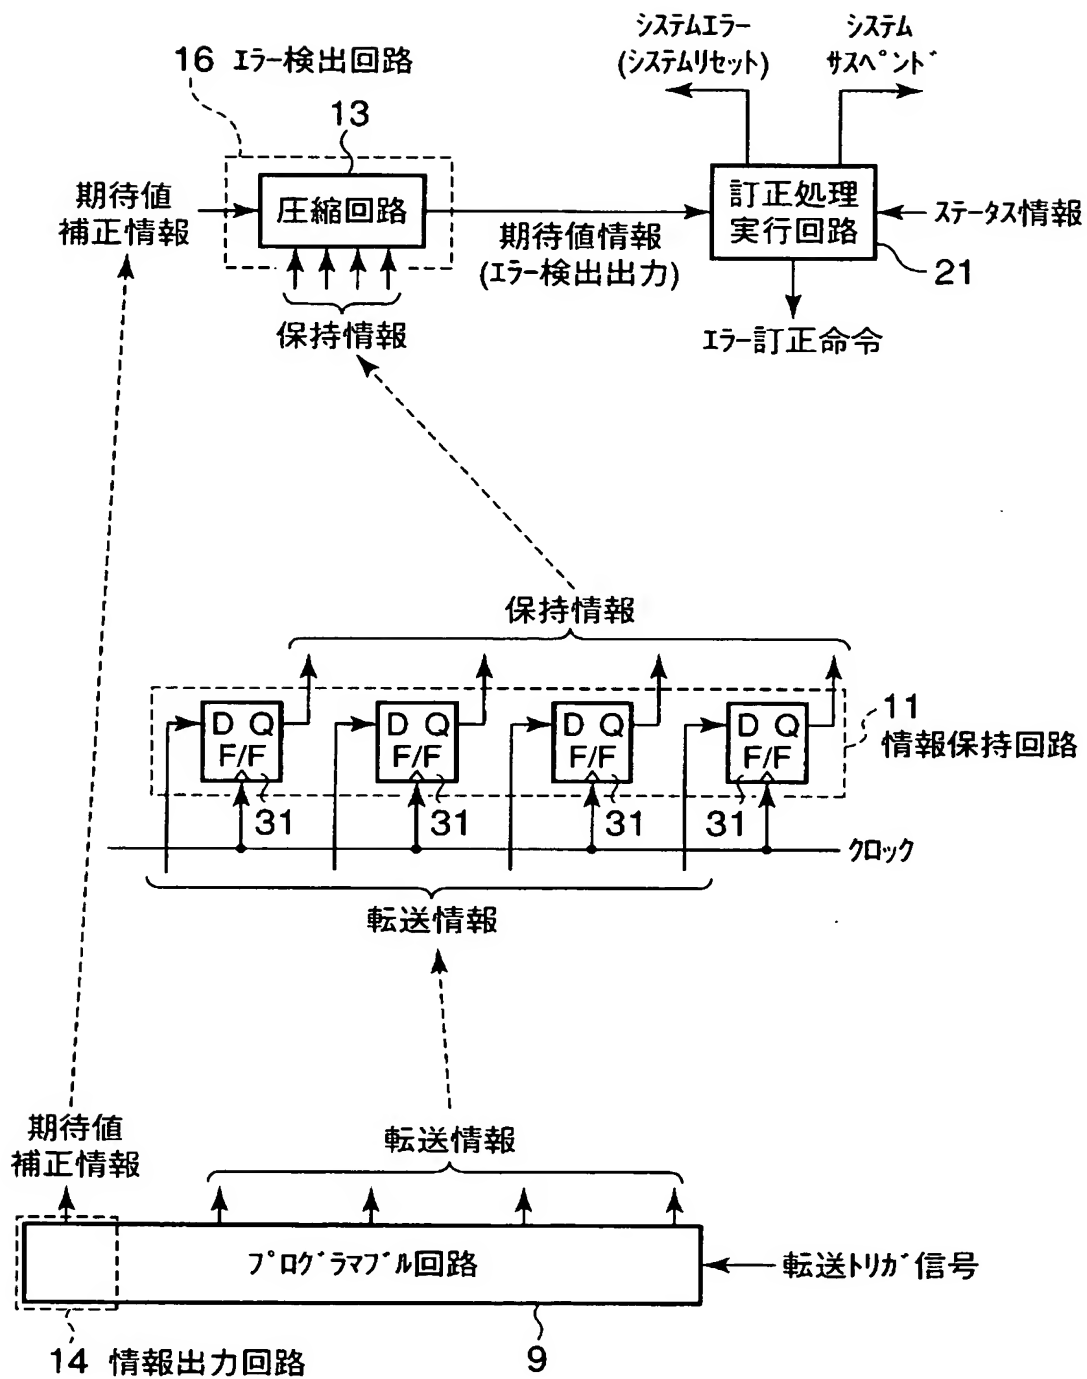 システムエラー
(システムリセット)
システム
サスペンド
16 エラー検出回路
13
期待値
補正情報
圧縮回路
期待値情報
(エラー検出出力)
訂正処理
実行回路
ステータス情報
21
保持情報
エラー訂正命令
保持情報
D Q
F/F
31
D Q
F/F
31
D Q
F/F
31
D Q
F/F
31
11
情報保持回路
クロック
転送情報
期待値
補正情報
転送情報
プログラマブル回路
転送トリガ信号
14 情報出力回路
9